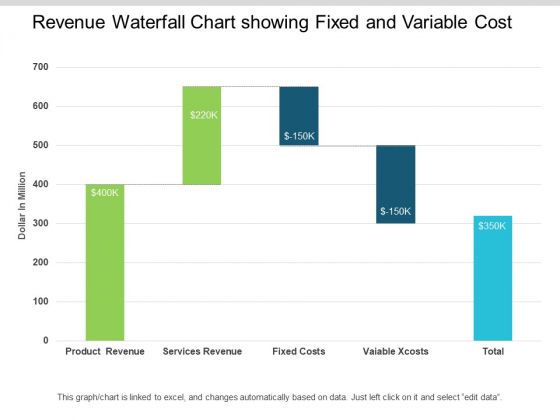 Revenue Waterfall Chart showing Fixed and Variable Cost
700
600
500
400
300
200
100
0
Dollar In Million
$400K
$220K
$-150K
$-150K
$350K
Product Revenue
Services Revenue
Fixed Costs
Vaiable Xcosts
Total
This graph/chart is linked to excel, and changes automatically based on data. Just left click on it and select "edit data".